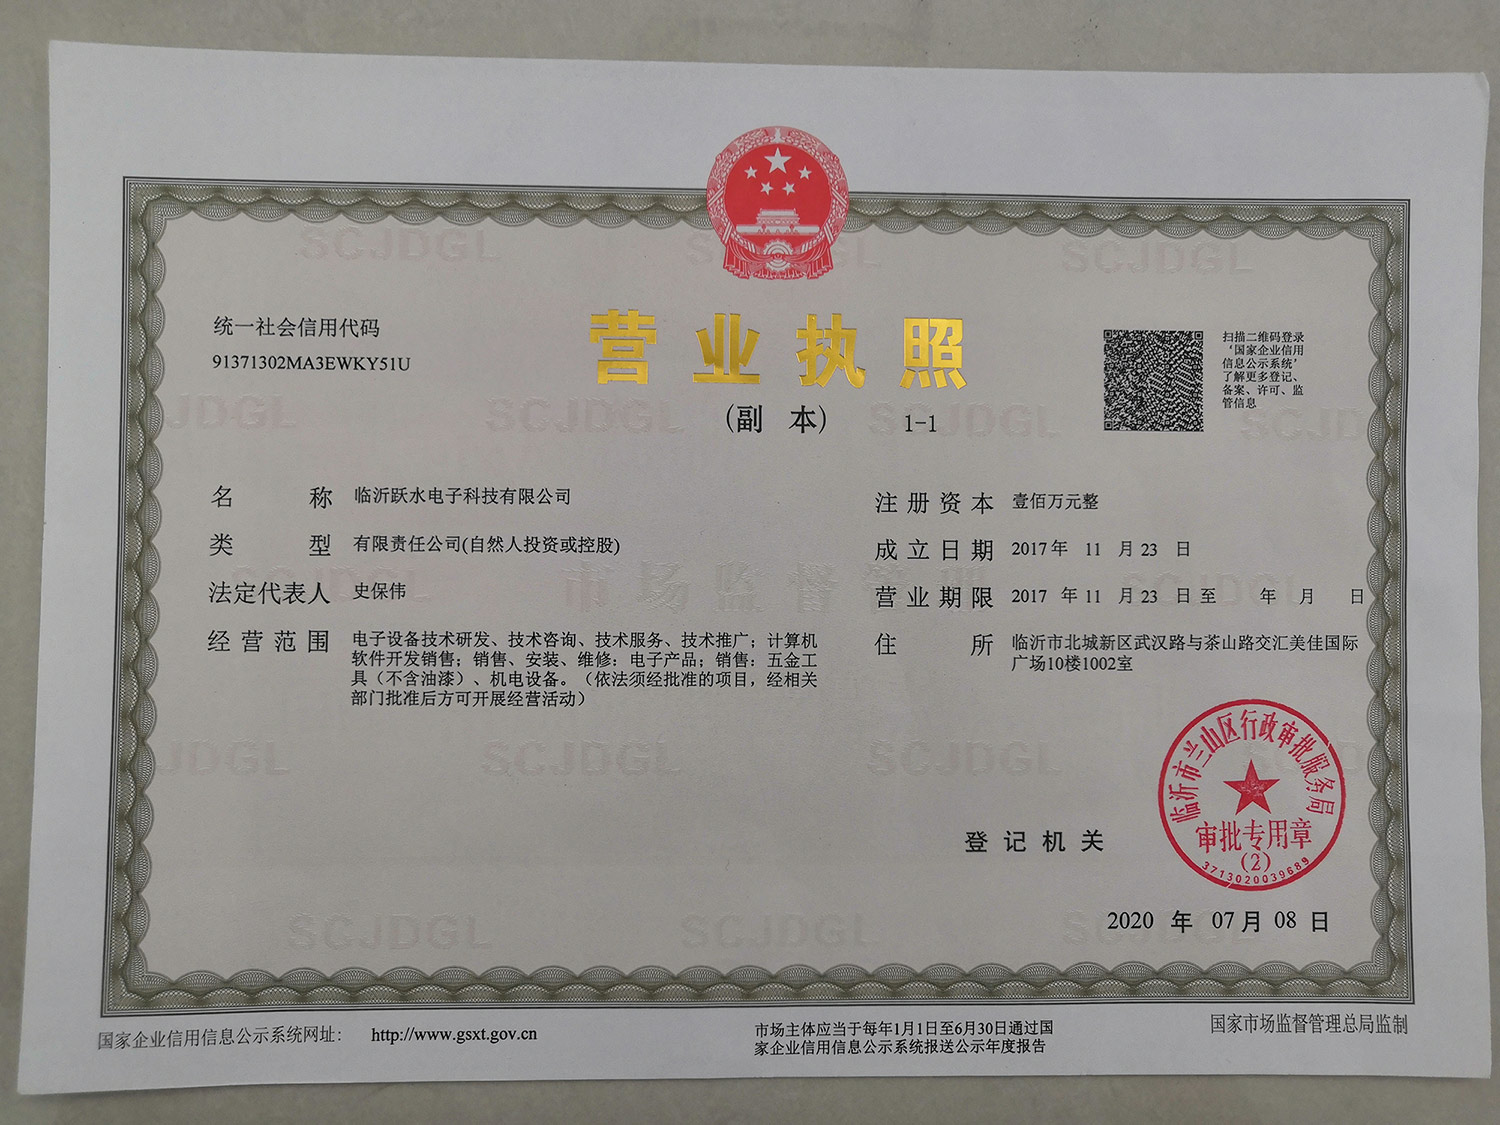 统一社会信用代码
91371302MA3EWKY51U
营业执照
(副 本) 1-1
扫描二维码登录
‘国家企业信用
信息公示系统’
了解更多登记、
备案、许可、监
管信息
名 称 临沂跃水电子科技有限公司
类 型 有限责任公司(自然人投资或控股)
法定代表人 史保伟
经营范围 电子设备技术研发、技术咨询、技术服务、技术推广；计算机
软件开发销售；销售、安装、维修：电子产品；销售：五金工
具（不含油漆）、机电设备。（依法须经批准的项目，经相关
部门批准后方可开展经营活动）
注册资本 壹佰万元整
成立日期 2017年 11 月23 日
营业期限 2017 年11 月23 日至 年 月 日
住 所 临沂市北城新区武汉路与茶山路交汇美佳国际
广场10楼1002室
登记机关
临沂市兰山区行政审批服务局
审批专用章
(2)
3713020039689
2020 年 07月 08 日
国家企业信用信息公示系统网址： http://www.gsxt.gov.cn
市场主体应当于每年1月1日至6月30日通过国
家企业信用信息公示系统报送公示年度报告
国家市场监督管理总局监制
SCJDGL
市场监督管理